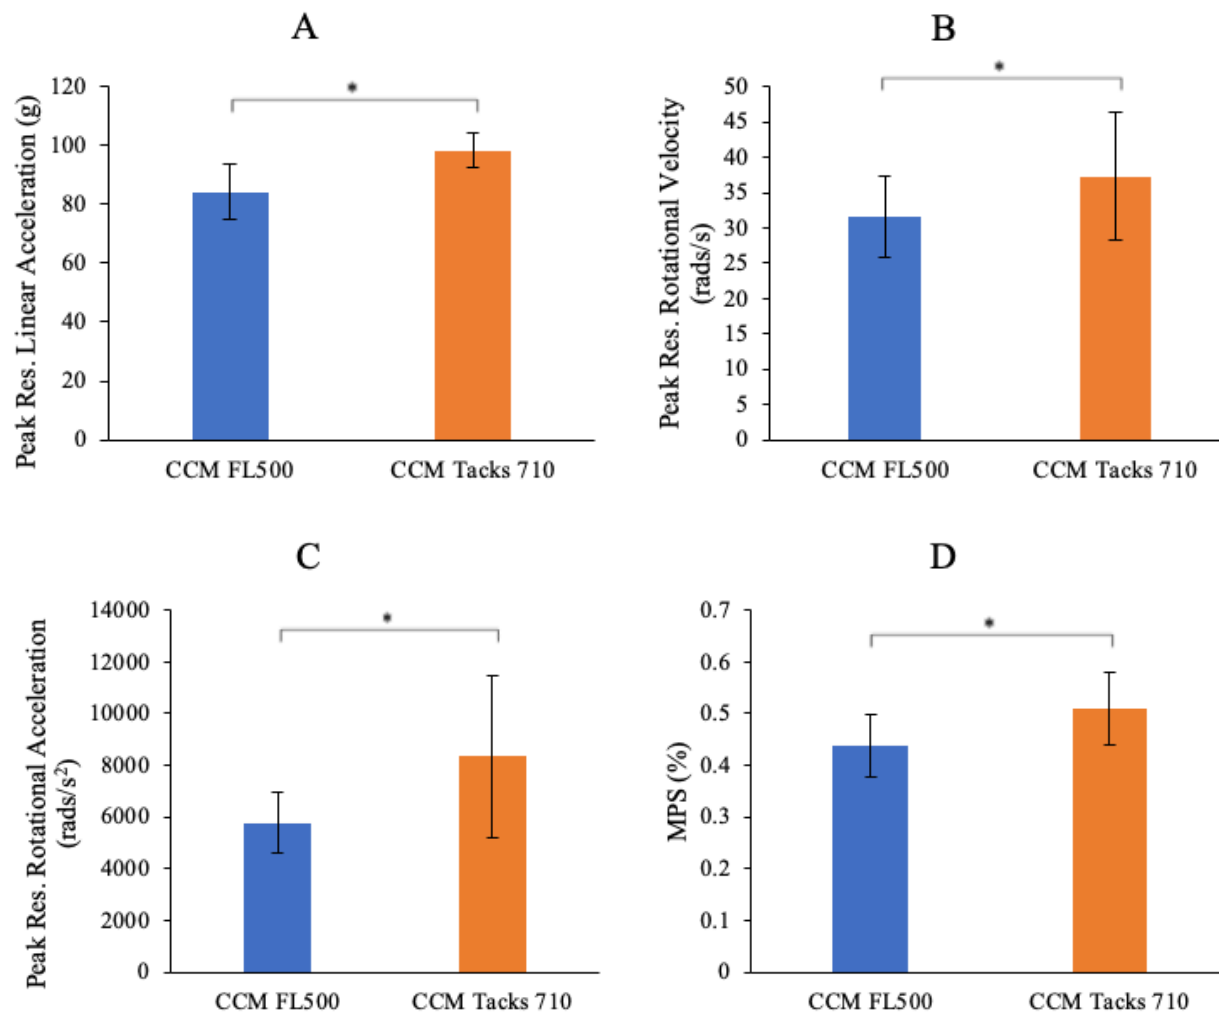 A
Peak Res. Linear Acceleration (g)
120
100
80
60
40
20
0
*
CCM FL500 CCM Tacks 710
B
Peak Res. Rotational Velocity
(rads/s)
50
45
40
35
30
25
20
15
10
5
0
*
CCM FL500 CCM Tacks 710
C
Peak Res. Rotational Acceleration
(rads/s²)
14000
12000
10000
8000
6000
4000
2000
0
*
CCM FL500 CCM Tacks 710
D
MPS (%)
0.7
0.6
0.5
0.4
0.3
0.2
0.1
0
*
CCM FL500 CCM Tacks 710